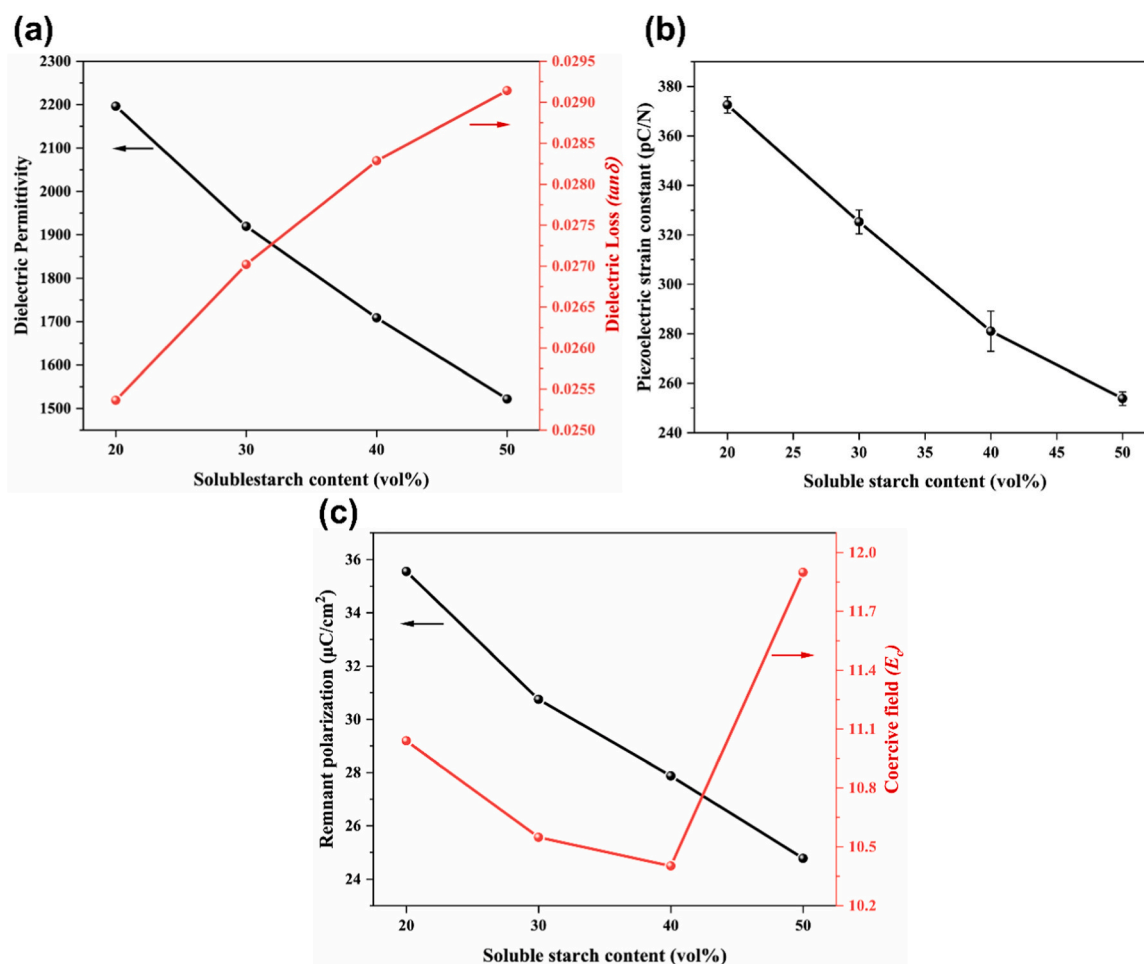 (a)
2300
2200
2100
2000
1900
1800
1700
1600
1500
Dielectric Permittivity
0.0295
0.0290
0.0285
0.0280
0.0275
0.0270
0.0265
0.0260
0.0255
0.0250
Dielectric Loss (tanδ)
20 30 40 50
Solublestarch content (vol%)
(b)
380
360
340
320
300
280
260
240
Piezoelectric strain constant (pC/N)
20 25 30 35 40 45 50
Soluble starch content (vol%)
(c)
36
34
32
30
28
26
24
Remnant polarization (μC/cm²)
12.0
11.7
11.4
11.1
10.8
10.5
10.2
Coercive field (E_c)
20 30 40 50
Soluble starch content (vol%)